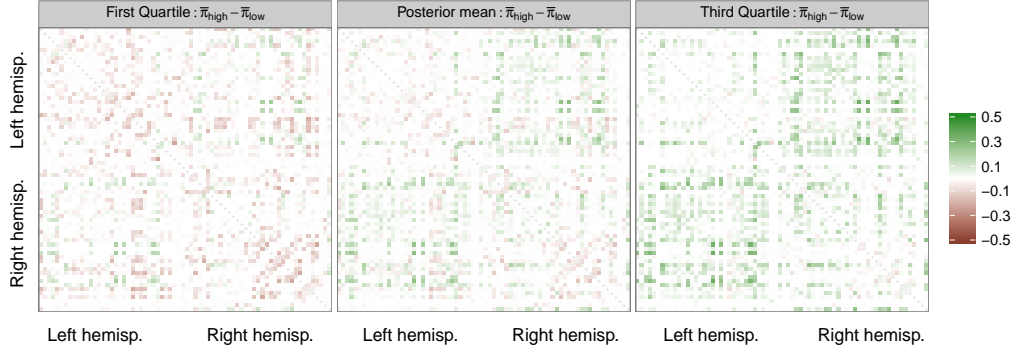 First Quartile : π̅high − π̅low
Posterior mean : π̅high − π̅low
Third Quartile : π̅high − π̅low
Left hemisp.
Right hemisp.
0.5
0.3
0.1
−0.1
−0.3
−0.5
Left hemisp. Right hemisp. Left hemisp. Right hemisp. Left hemisp. Right hemisp.